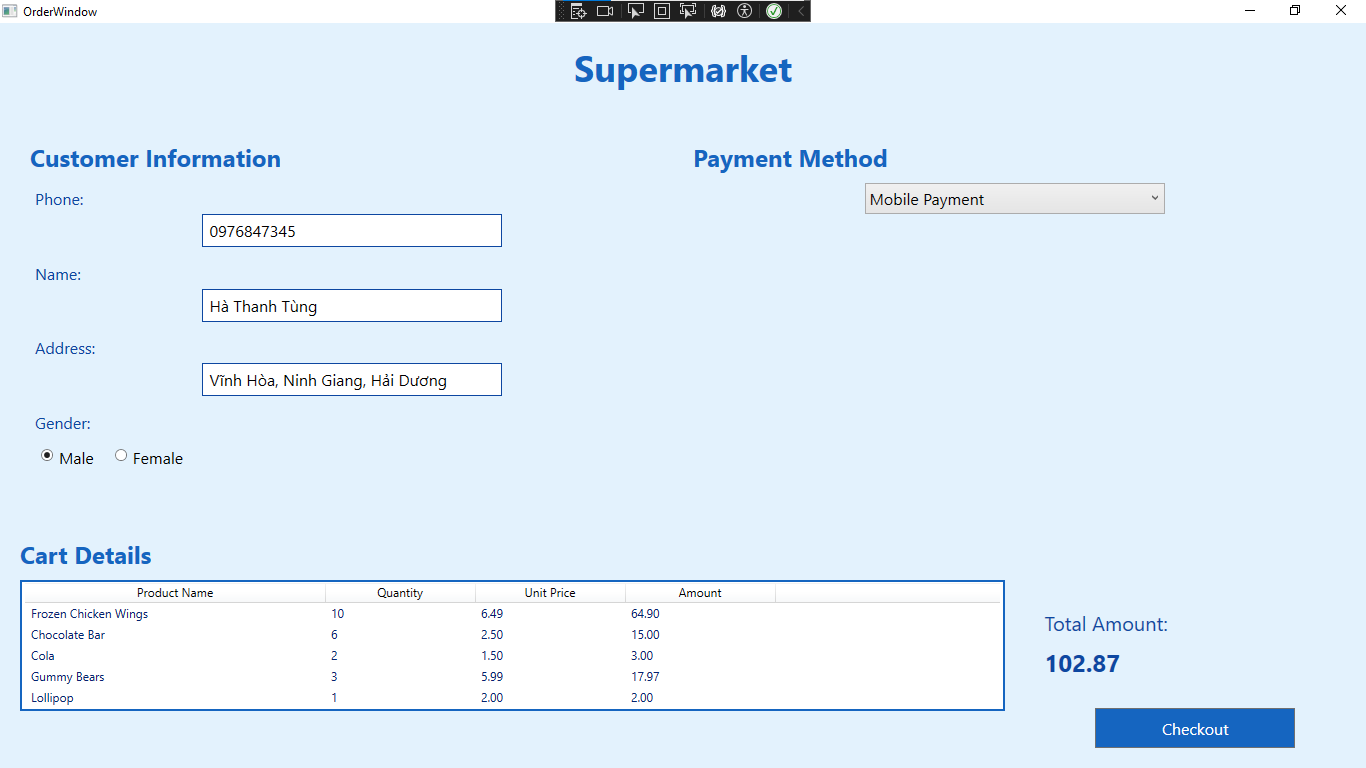 OrderWindow
Supermarket
Customer Information
Phone:
0976847345
Name:
Hà Thanh Tùng
Address:
Vĩnh Hòa, Ninh Giang, Hải Dương
Gender:
Male Female
Payment Method
Mobile Payment
Cart Details
Product Name Quantity Unit Price Amount
Frozen Chicken Wings 10 6.49 64.90
Chocolate Bar 6 2.50 15.00
Cola 2 1.50 3.00
Gummy Bears 3 5.99 17.97
Lollipop 1 2.00 2.00
Total Amount:
102.87
Checkout